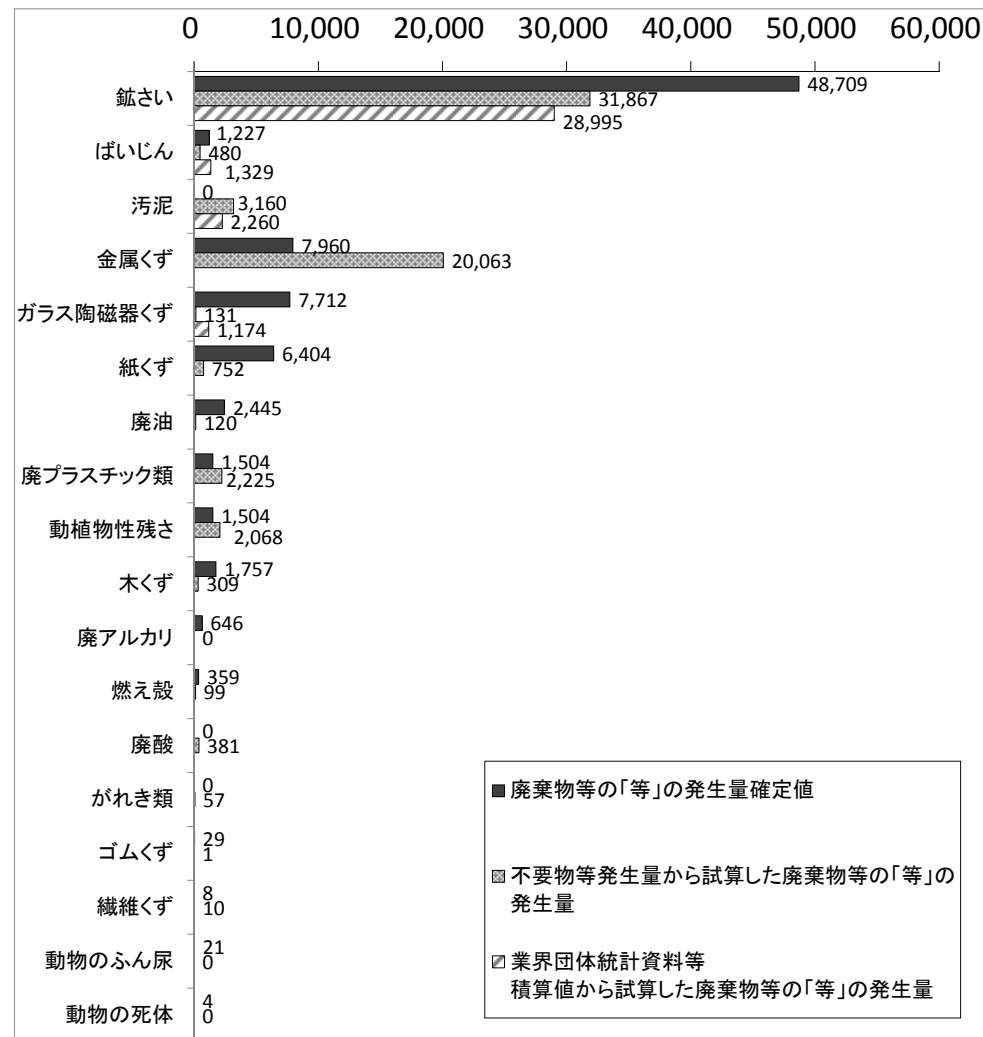 0 10,000 20,000 30,000 40,000 50,000 60,000
鉱さい
48,709
31,867
28,995
ばいじん
1,227
480
1,329
汚泥
0
3,160
2,260
金属くず
7,960
20,063
ガラス陶磁器くず
7,712
131
1,174
紙くず
6,404
752
廃油
2,445
120
廃プラスチック類
1,504
2,225
動植物性残さ
1,504
2,068
木くず
1,757
309
廃アルカリ
646
0
燃え殻
359
99
廃酸
0
381
がれき類
0
57
ゴムくず
29
1
繊維くず
8
10
動物のふん尿
21
0
動物の死体
4
0
廃棄物等の「等」の発生量確定値
不要物等発生量から試算した廃棄物等の「等」の
発生量
業界団体統計資料等
積算値から試算した廃棄物等の「等」の発生量